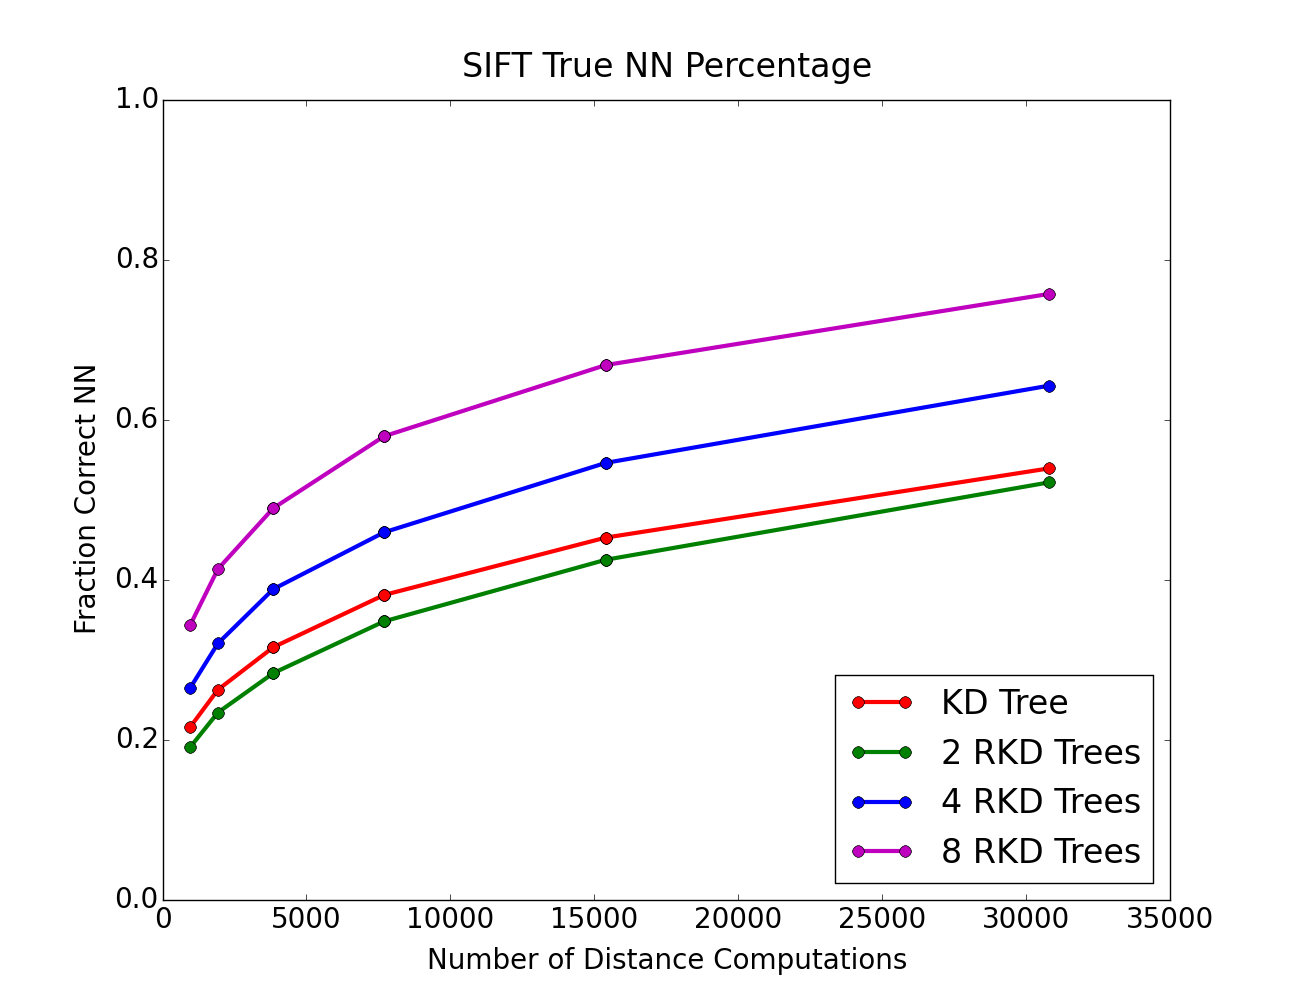 SIFT True NN Percentage
1.0
0.8
0.6
0.4
0.2
0.0
Fraction Correct NN
0 5000 10000 15000 20000 25000 30000 35000
Number of Distance Computations
KD Tree
2 RKD Trees
4 RKD Trees
8 RKD Trees